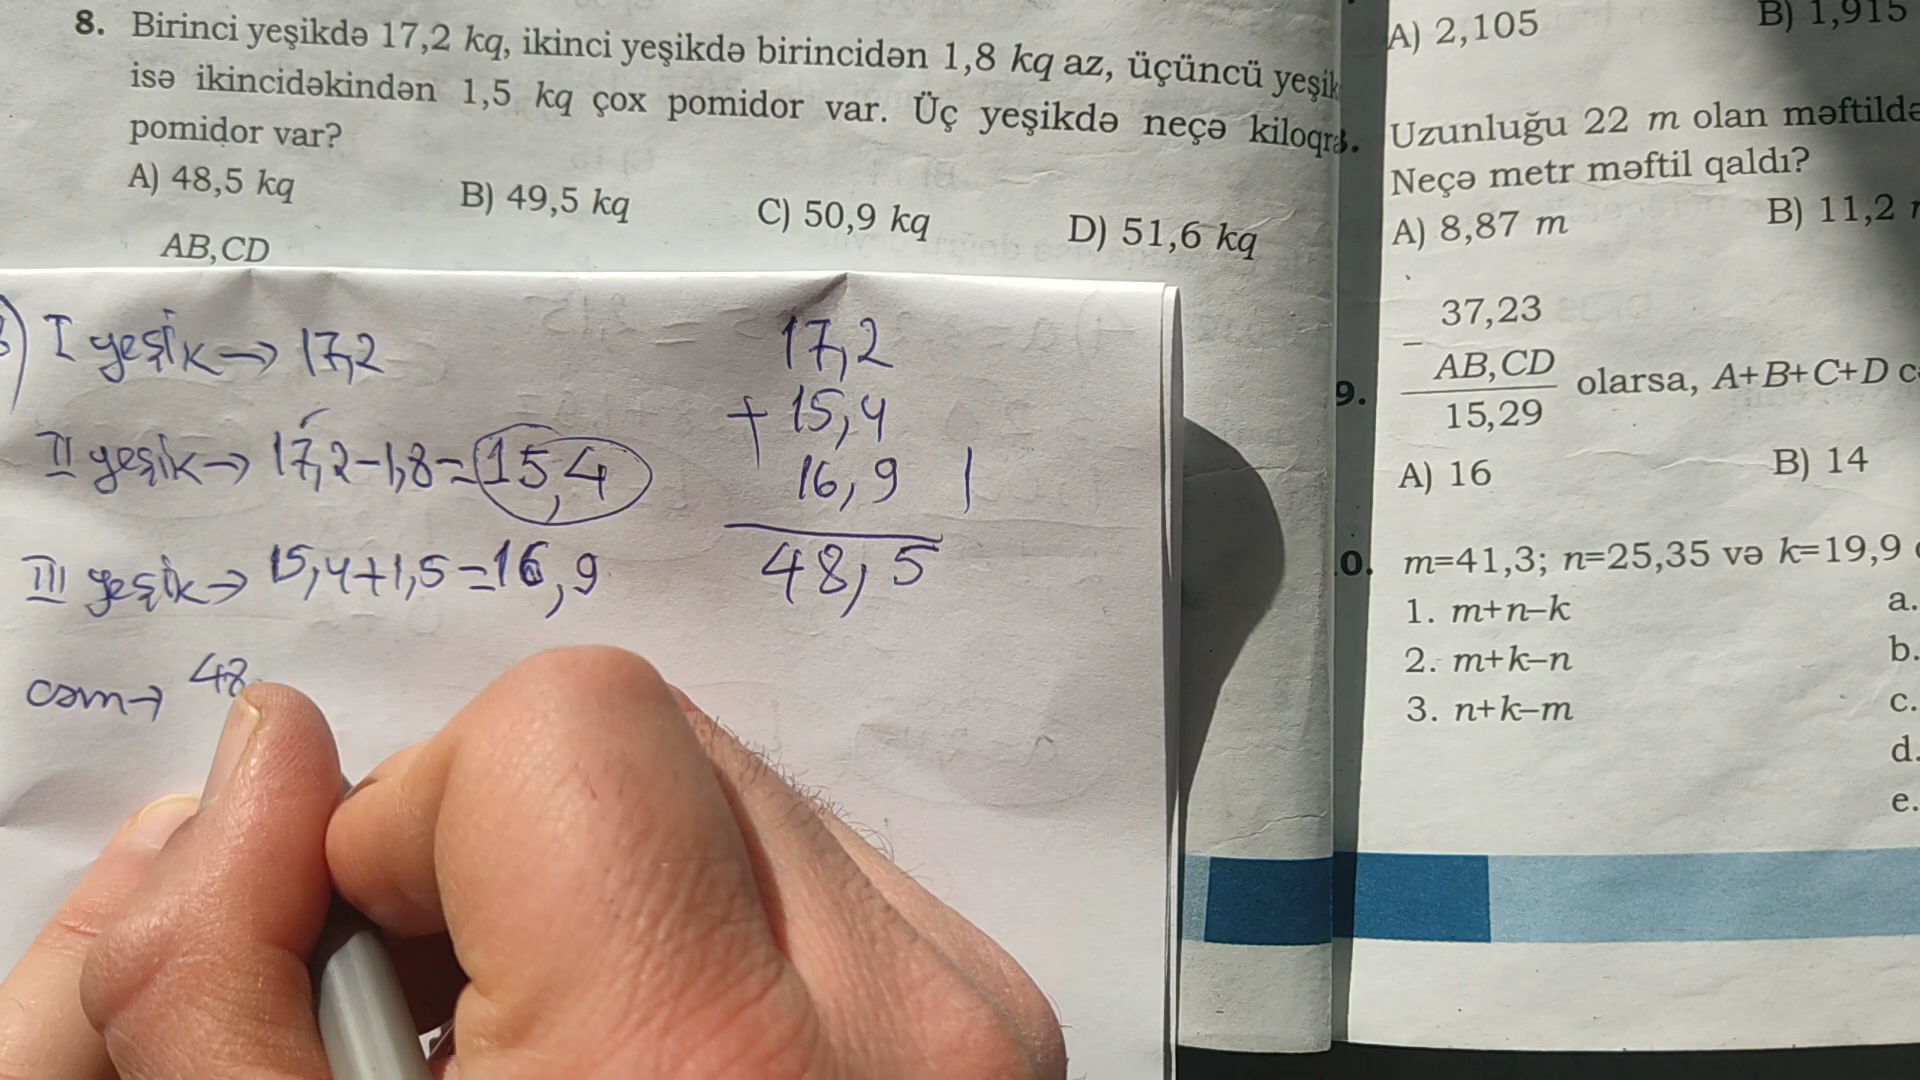 8. Birinci yeşikdə 17,2 kq, ikinci yeşikdə birincidən 1,8 kq az, üçüncü yeşik
isə ikincidəkindən 1,5 kq çox pomidor var. Üç yeşikdə neçə kiloqra
pomidor var?
A) 48,5 kq B) 49,5 kq C) 50,9 kq D) 51,6 kq
AB,CD
I yeşik → 17,2
II yeşik → 17,2-1,8=15,4
III yeşik → 15,4+1,5=16,9
cəm → 48
17,2
+ 15,4
16,9 |
48,5
A) 2,105 B) 1,915
Uzunluğu 22 m olan məftildə
Neçə metr məftil qaldı?
A) 8,87 m B) 11,2
37,23
− AB,CD
9. olarsa, A+B+C+D
15,29
A) 16 B) 14
0. m=41,3; n=25,35 və k=19,9
1. m+n–k a.
2. m+k–n b.
3. n+k–m c.
d.
e.